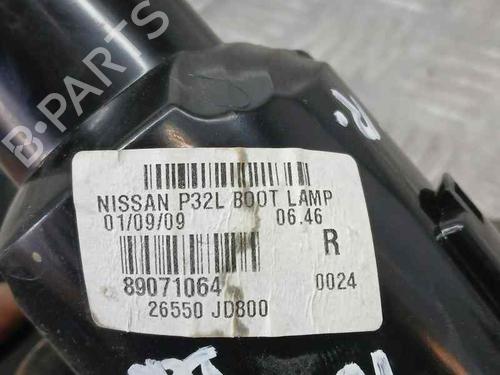 B-PARTS
R.
NISSAN P32L BOOT LAMP
01/09/09 06.46
R
89071064 0024
26550 JD800